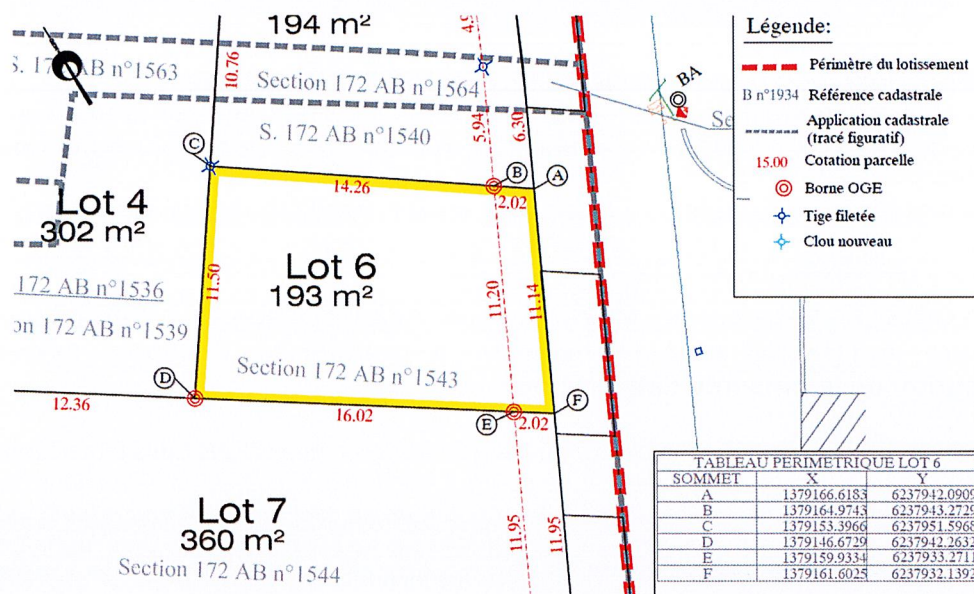 194 m²
4.9
10.76
S. 172 AB n°1563
Section 172 AB n°1564
S. 172 AB n°1540
5.94
6.30
BA
Se
C
14.26
B
2.02
A
Lot 4
302 m²
Lot 6
193 m²
11.50
11.20
11.14
172 AB n°1536
on 172 AB n°1539
Section 172 AB n°1543
D
12.36
16.02
E
2.02
F
Lot 7
360 m²
Section 172 AB n°1544
11.95
11.95
Légende:
Périmètre du lotissement
B n°1934 Référence cadastrale
Application cadastrale
(tracé figuratif)
15.00 Cotation parcelle
Borne OGE
Tige filetée
Clou nouveau
TABLEAU PERIMETRIQUE LOT 6
SOMMET X Y
A 1379166.6183 6237942.0909
B 1379164.9743 6237943.2729
C 1379153.3966 6237951.5968
D 1379146.6729 6237942.2632
E 1379159.9334 6237933.2711
F 1379161.6025 6237932.1393